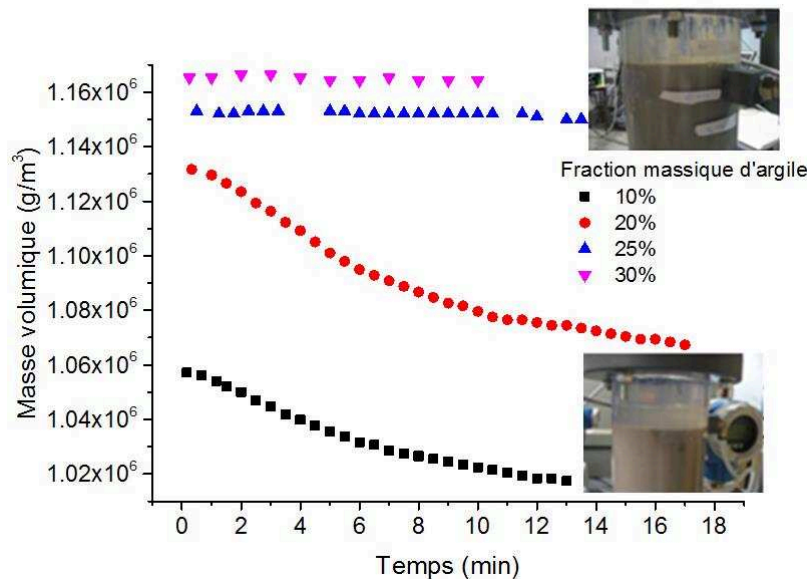 Masse volumique (g/m³)
1.16x10⁶
1.14x10⁶
1.12x10⁶
1.10x10⁶
1.08x10⁶
1.06x10⁶
1.04x10⁶
1.02x10⁶
Fraction massique d'argile
10%
20%
25%
30%
0 2 4 6 8 10 12 14 16 18
Temps (min)